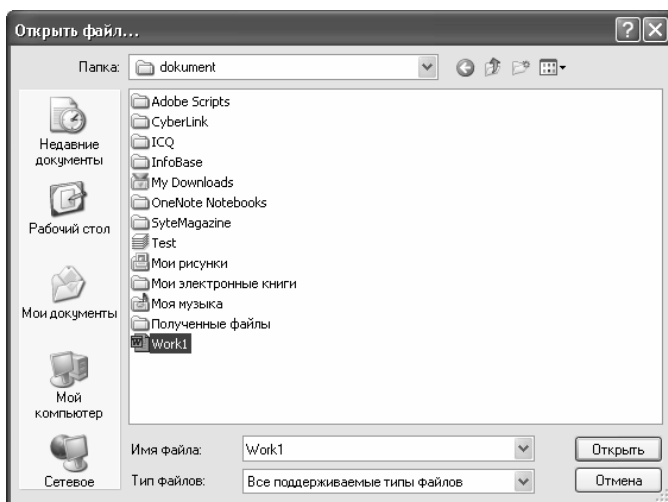 Открыть файл...
Папка: dokument
Недавние документы
Рабочий стол
Мои документы
Мой компьютер
Сетевое
Adobe Scripts
CyberLink
ICQ
InfoBase
My Downloads
OneNote Notebooks
SyteMagazine
Test
Мои рисунки
Мои электронные книги
Моя музыка
Полученные файлы
Work1
Имя файла: Work1 Открыть
Тип файлов: Все поддерживаемые типы файлов Отмена